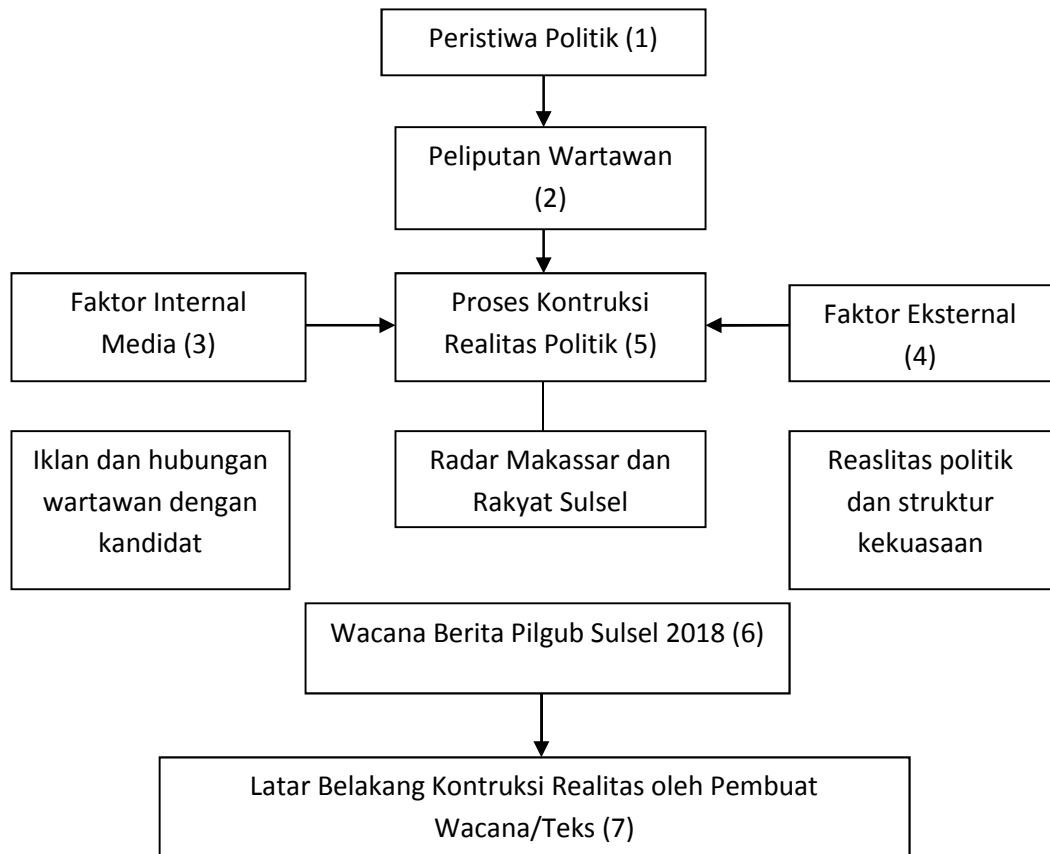 Peristiwa Politik (1)
Peliputan Wartawan
(2)
Faktor Internal
Media (3)
Proses Kontruksi
Realitas Politik (5)
Faktor Eksternal
(4)
Iklan dan hubungan
wartawan dengan
kandidat
Radar Makassar dan
Rakyat Sulsel
Reaslitas politik
dan struktur
kekuasaan
Wacana Berita Pilgub Sulsel 2018 (6)
Latar Belakang Kontruksi Realitas oleh Pembuat
Wacana/Teks (7)